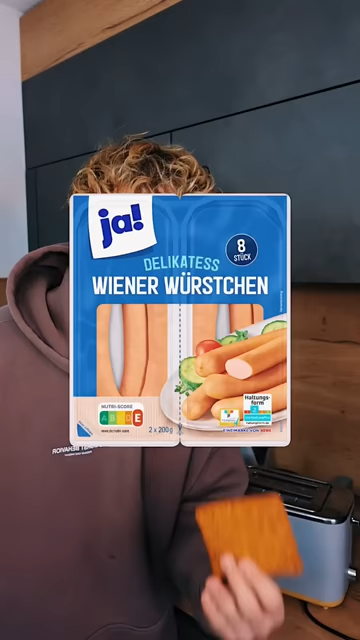 ja!
8
STÜCK
DELIKATESS
WIENER WÜRSTCHEN
NUTRI-SCORE
A B C D E
2 x 200g
Haltungs-
form